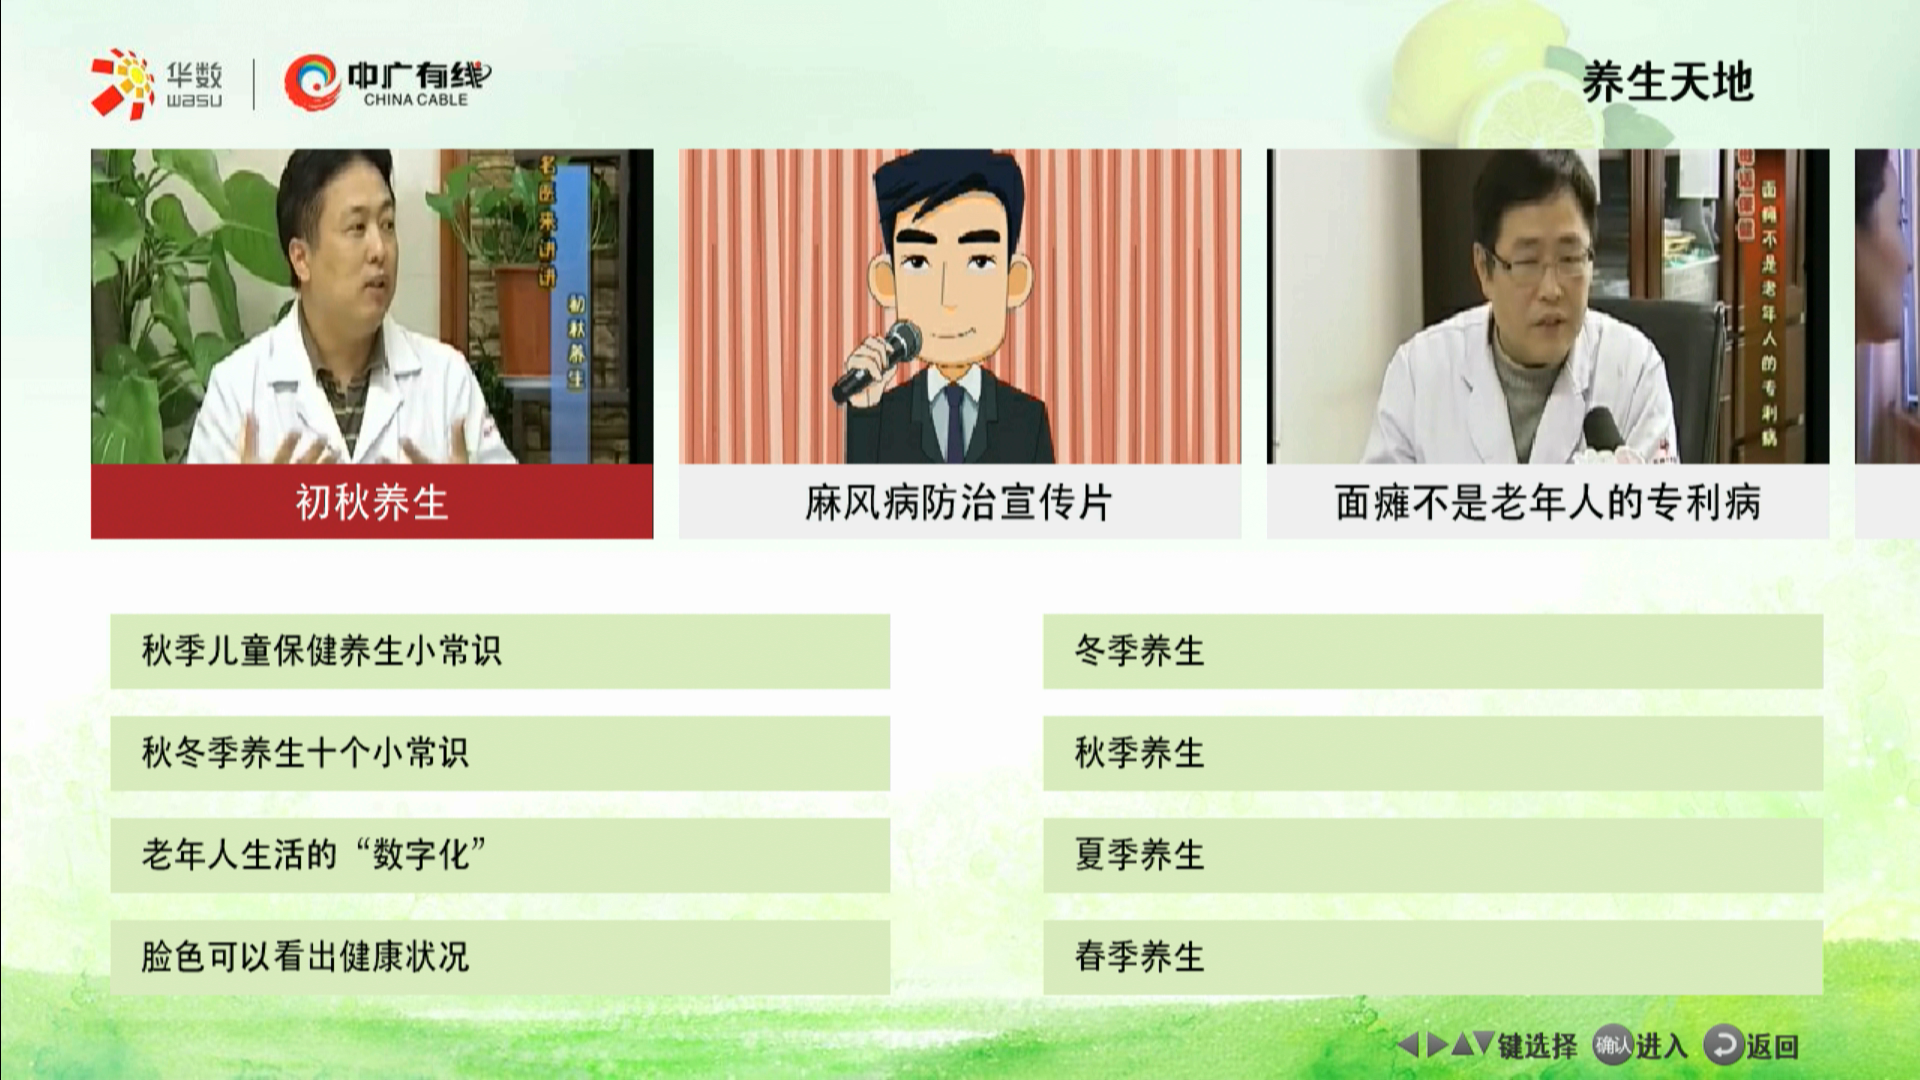 华数
wasu
中广有线
CHINA CABLE
养生天地
名医来讲讲
初秋养生
面瘫不是老年人的专利病
初秋养生
麻风病防治宣传片
面瘫不是老年人的专利病
秋季儿童保健养生小常识
冬季养生
秋冬季养生十个小常识
秋季养生
老年人生活的“数字化”
夏季养生
脸色可以看出健康状况
春季养生
键选择 确认 进入 返回